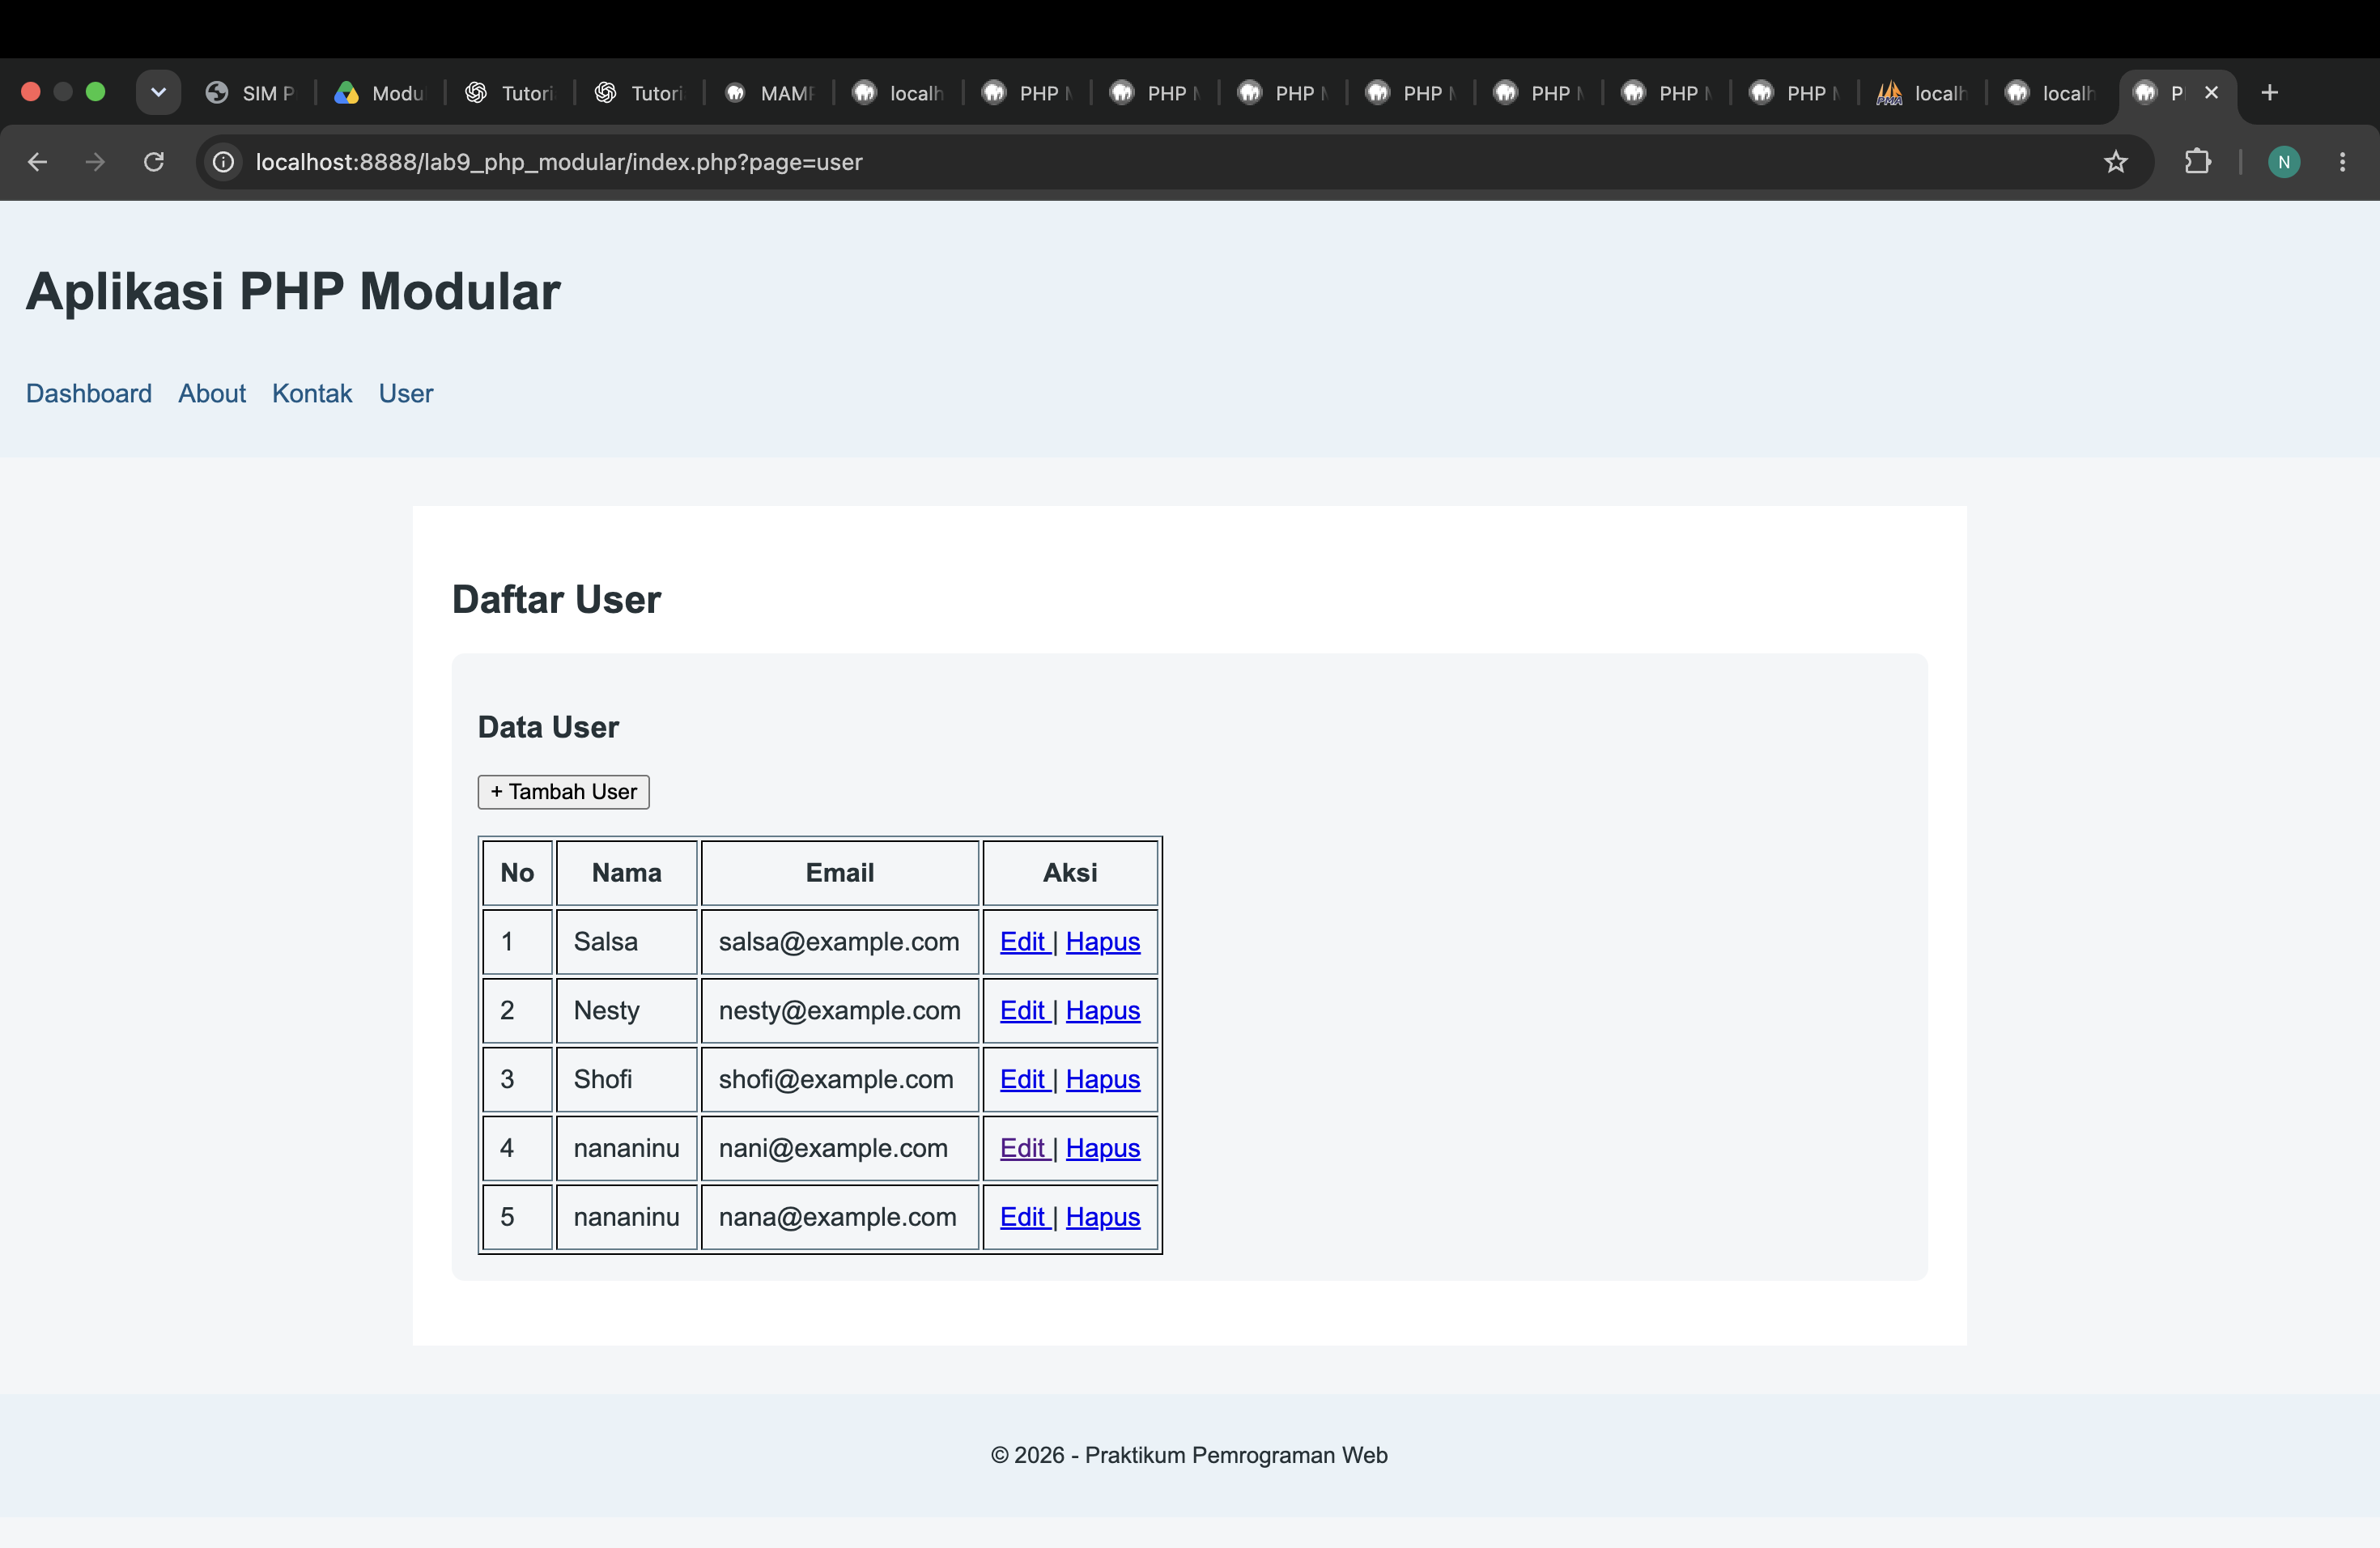 SIM P
Modul
Tutori
Tutori
MAMP
localh
PHP M
PHP M
PHP M
PHP M
PHP M
PHP M
PHP M
localh
localh
P
localhost:8888/lab9_php_modular/index.php?page=user
N
Aplikasi PHP Modular
Dashboard About Kontak User
Daftar User
Data User
+ Tambah User
No Nama Email Aksi
1 Salsa salsa@example.com Edit | Hapus
2 Nesty nesty@example.com Edit | Hapus
3 Shofi shofi@example.com Edit | Hapus
4 nananinu nani@example.com Edit | Hapus
5 nananinu nana@example.com Edit | Hapus
© 2026 - Praktikum Pemrograman Web